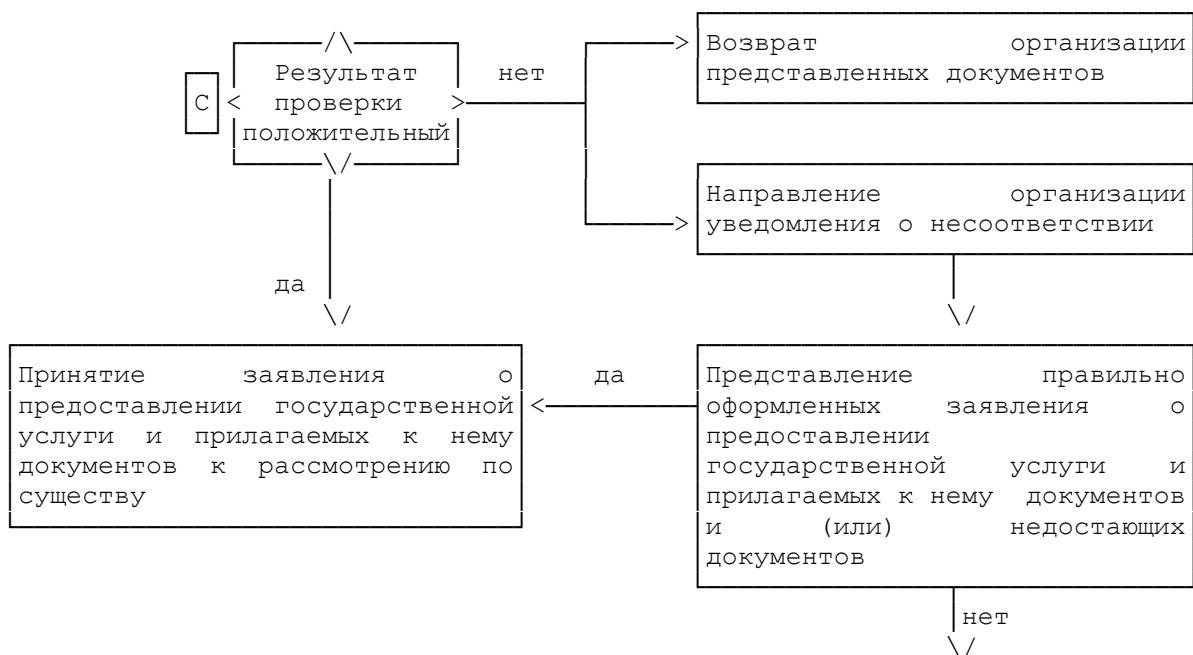 Результат
проверки
положительный
С
нет
Возврат организации
представленных документов
Направление организации
уведомления о несоответствии
да
Принятие заявления о
предоставлении государственной
услуги и прилагаемых к нему
документов к рассмотрению по
существу
да
Представление правильно
оформленных заявления о
предоставлении
государственной услуги и
прилагаемых к нему документов
и (или) недостающих
документов
нет